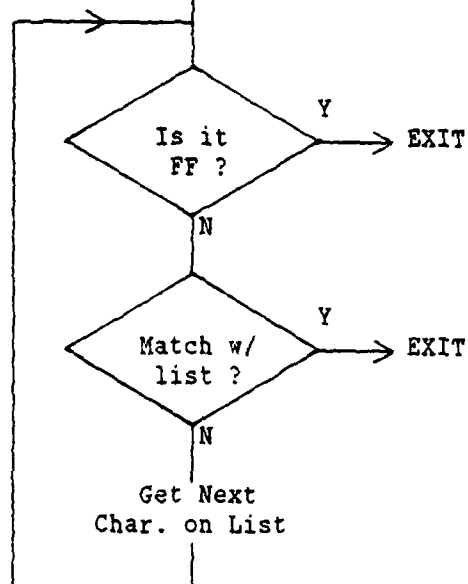 Y
Is it
FF ?
EXIT
N
Y
Match w/
list ?
EXIT
N
Get Next
Char. on List